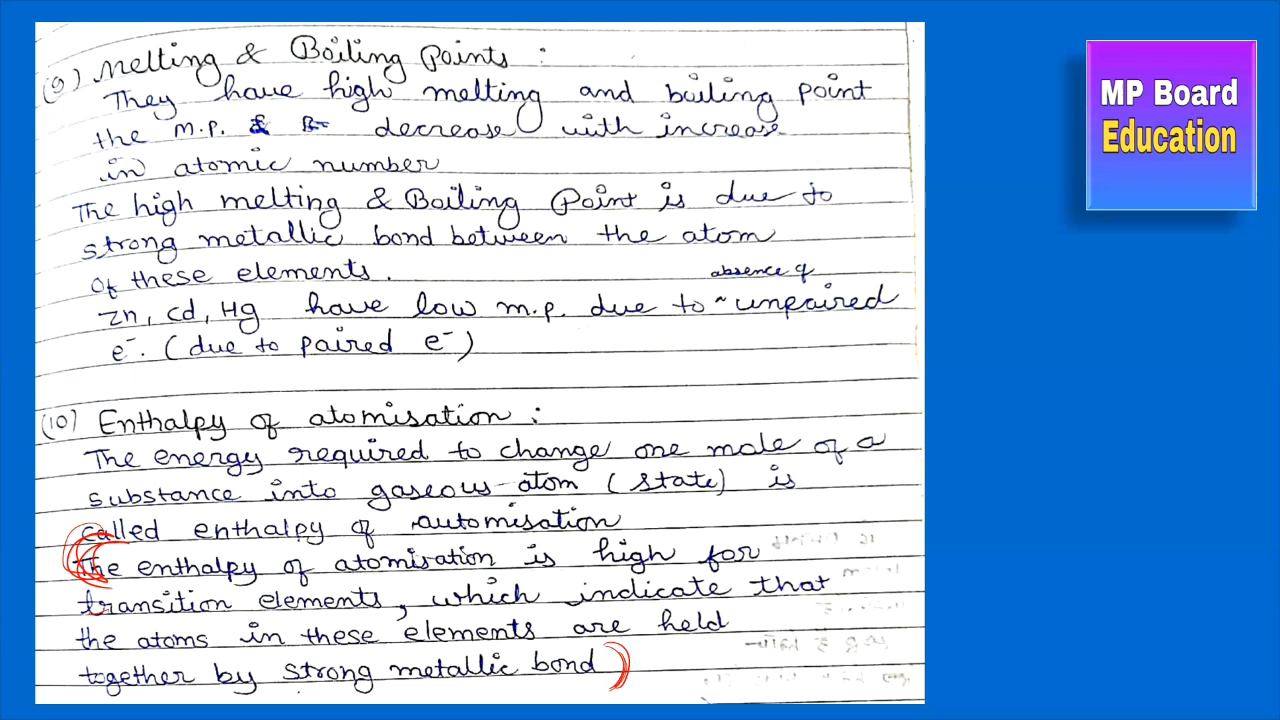 (9) Melting & Boiling Points :
They have high melting and boiling point
the m.p. & B- decrease with increase
in atomic number
The high melting & Boiling Point is due to
strong metallic bond between the atom
of these elements.
absence of
Zn, Cd, Hg have low m.p. due to ~ unpaired
e⁻. (due to paired e⁻)
(10) Enthalpy of atomisation :
The energy required to change one mole of a
substance into gaseous atom (state) is
called enthalpy of automisation
The enthalpy of atomisation is high for
transition elements, which indicate that
the atoms in these elements are held
together by strong metallic bond
MP Board
Education